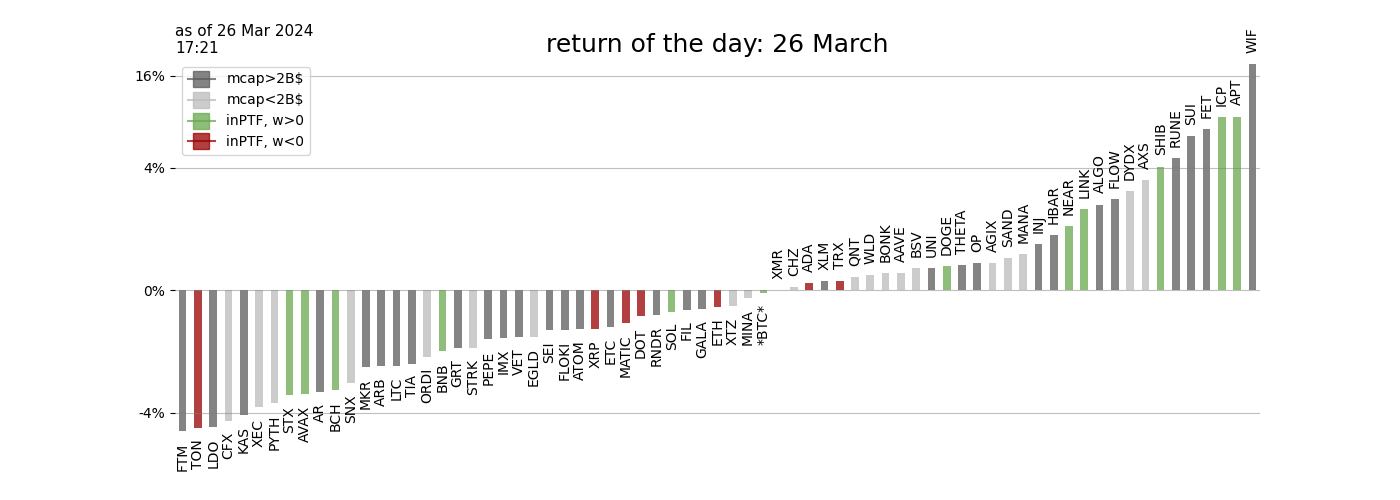 as of 26 Mar 2024
17:21
return of the day: 26 March
mcap>2B$
mcap<2B$
inPTF, w>0
inPTF, w<0
16%
4%
0%
-4%
FTM
TON
LDO
CFX
KAS
XEC
PYTH
STX
AVAX
AR
BCH
SNX
MKR
ARB
LTC
TIA
ORDI
BNB
GRT
STRK
PEPE
IMX
VET
EGLD
SEI
FLOKI
ATOM
XRP
ETC
MATIC
DOT
RNDR
SOL
FIL
GALA
ETH
XTZ
MINA
*BTC*
XMR
CHZ
ADA
XLM
TRX
QNT
WLD
BONK
AAVE
BSV
UNI
DOGE
THETA
OP
AGIX
SAND
MANA
INJ
HBAR
NEAR
LINK
ALGO
FLOW
DYDX
AXS
SHIB
RUNE
SUI
FET
ICP
APT
WIF